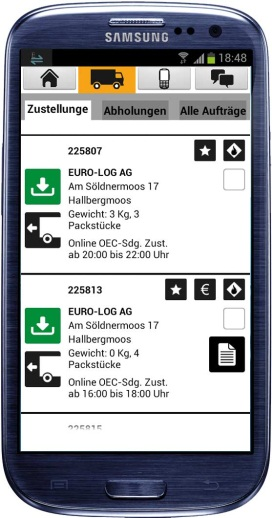 SAMSUNG
18:48
Zustellunge Abholungen Alle Aufträge
225807
EURO-LOG AG
Am Söldnermoos 17
Hallbergmoos
Gewicht: 3 Kg, 3
Packstücke
Online OEC-Sdg. Zust.
ab 20:00 bis 22:00 Uhr
225813
€
EURO-LOG AG
Am Söldnermoos 17
Hallbergmoos
Gewicht: 0 Kg, 4
Packstücke
Online OEC-Sdg. Zust.
ab 16:00 bis 18:00 Uhr
225815